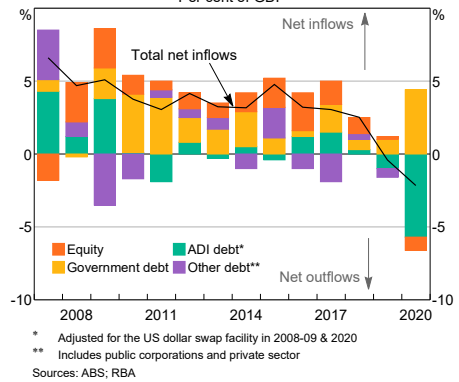 Per cent of GDP
% %
Net inflows
Total net inflows
5 5
0 0
-5 -5
Equity ADI debt*
Government debt Other debt**
Net outflows
-10 -10
2008 2011 2014 2017 2020
* Adjusted for the US dollar swap facility in 2008-09 & 2020
** Includes public corporations and private sector
Sources: ABS; RBA